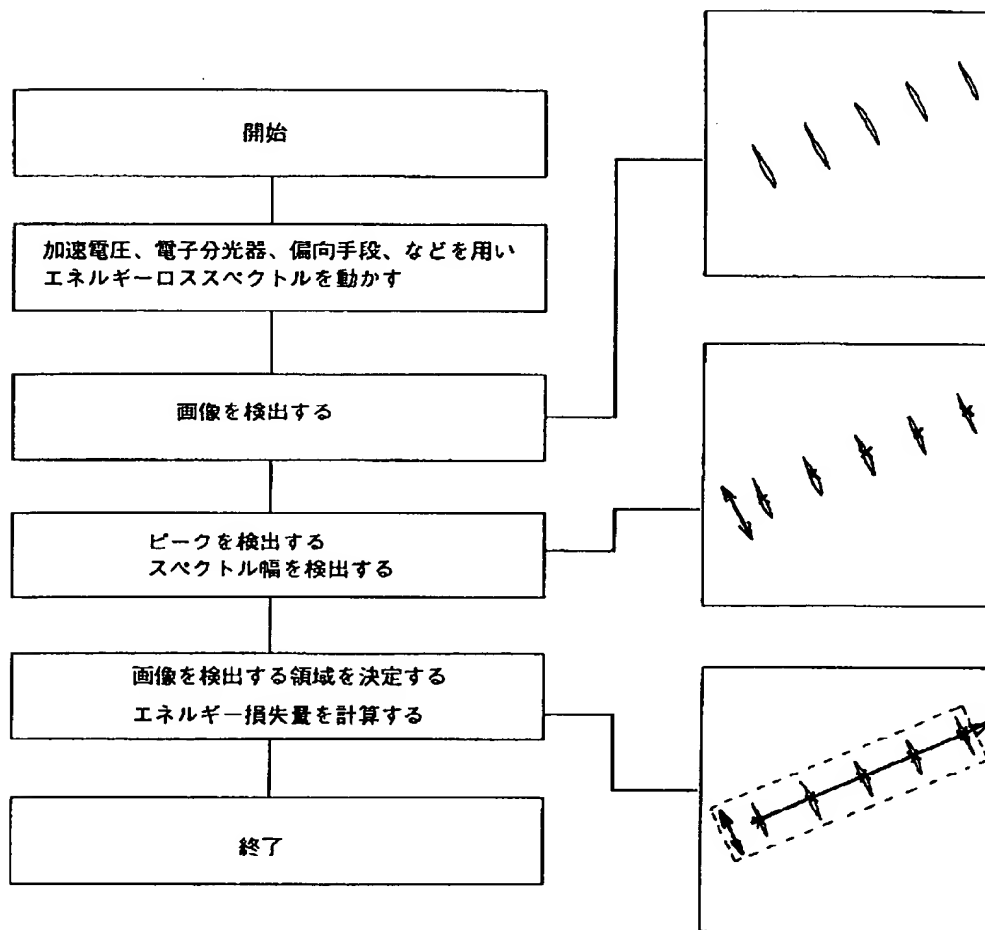 開始
加速電圧、電子分光器、偏向手段、などを用い
エネルギーロススペクトルを動かす
画像を検出する
ピークを検出する
スペクトル幅を検出する
画像を検出する領域を決定する
エネルギー損失量を計算する
終了